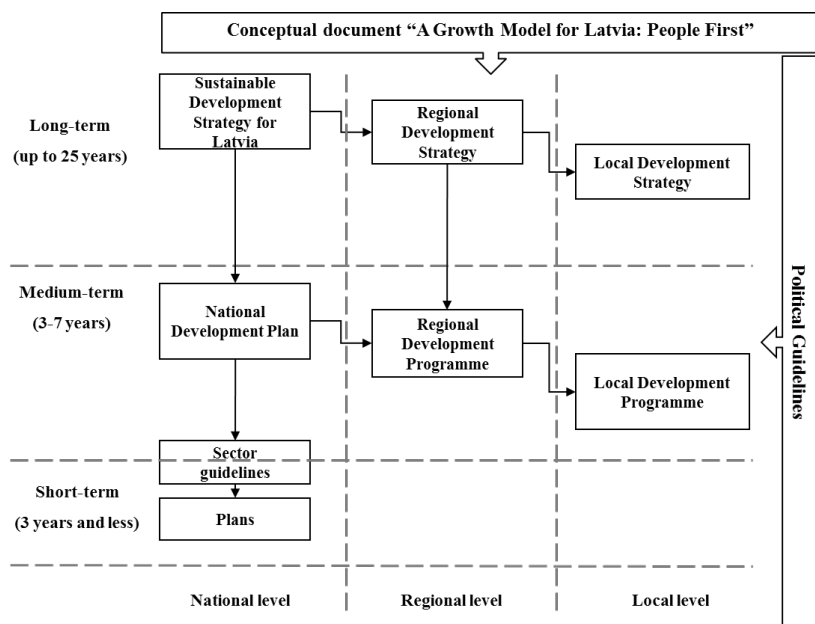 Conceptual document “A Growth Model for Latvia: People First”
Sustainable
Development
Strategy for
Latvia
Regional
Development
Strategy
Local Development
Strategy
Long-term
(up to 25 years)
Medium-term
(3-7 years)
National
Development Plan
Regional
Development
Programme
Local Development
Programme
Political Guidelines
Sector
guidelines
Short-term
(3 years and less)
Plans
National level
Regional level
Local level